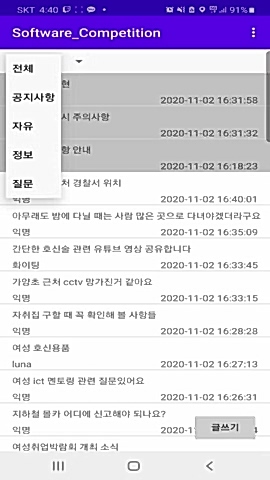 SKT 4:40 91%
Software_Competition
전체
공지사항
자유
정보
질문
현
2020-11-02 16:31:58
시 주의사항
2020-11-02 16:31:32
항 안내
2020-11-02 16:18:23
처 경찰서 위치
익명 2020-11-02 16:40:01
아무래도 밤에 다닐 때는 사람 많은 곳으로 다녀야겠더라구요
익명 2020-11-02 16:35:09
간단한 호신술 관련 유튜브 영상 공유합니다
화이팅 2020-11-02 16:33:45
가양초 근처 cctv 망가진거 같아요
익명 2020-11-02 16:33:15
자취집 구할 때 꼭 확인해 볼 사항들
익명 2020-11-02 16:28:28
여성 호신용품
luna 2020-11-02 16:27:13
여성 ict 멘토링 관련 질문있어요
익명 2020-11-02 16:26:31
지하철 몰카 어디에 신고해야 되나요?
익명 2020-1
글쓰기
여성취업박람회 개최 소식